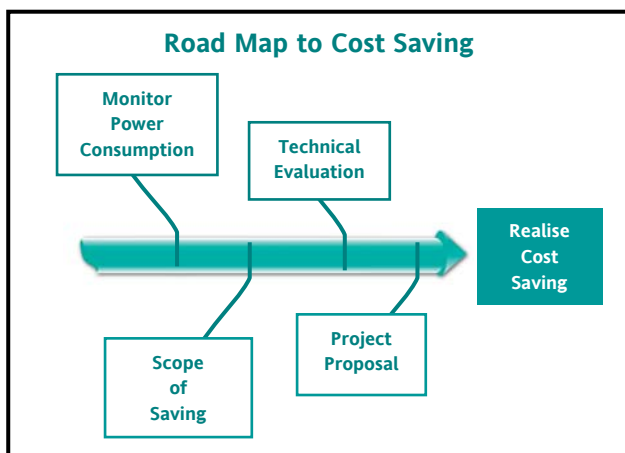 Road Map to Cost Saving
Monitor
Power
Consumption
Technical
Evaluation
Realise
Cost
Saving
Scope
of
Saving
Project
Proposal